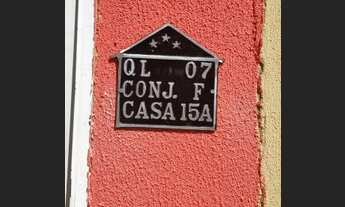 QL 07
CONJ. F
CASA 15A